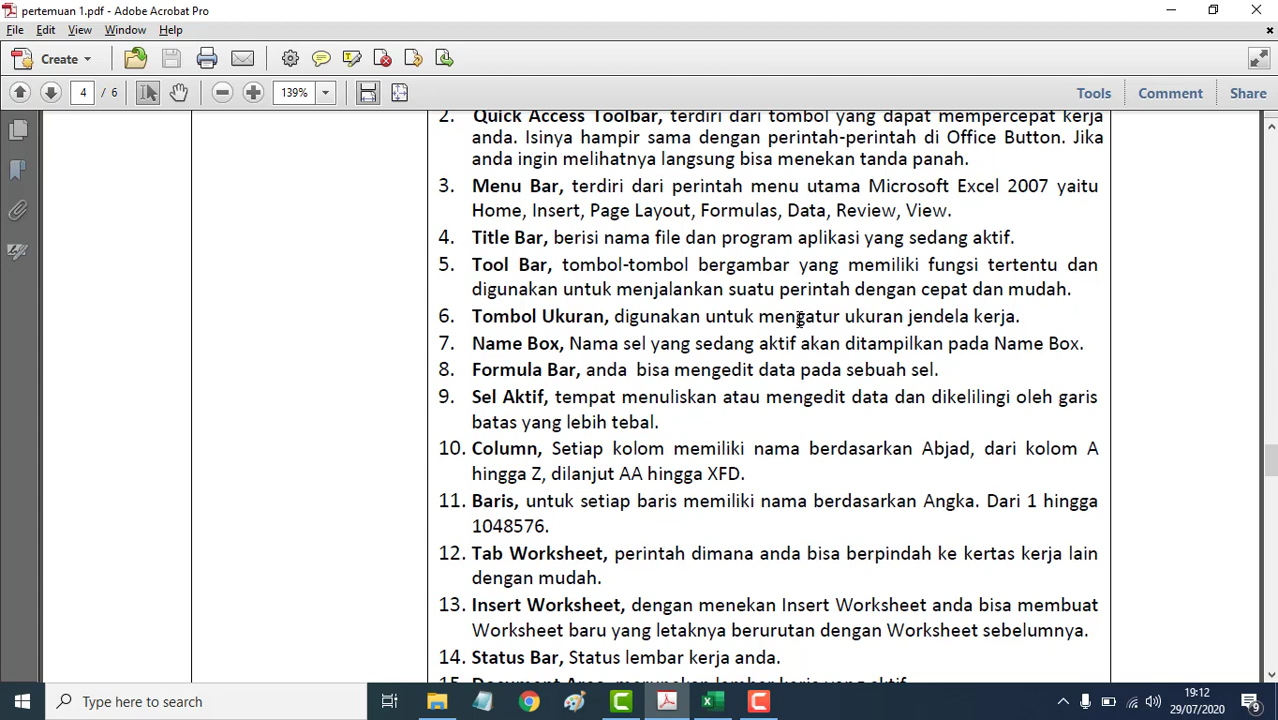 pertemuan 1.pdf - Adobe Acrobat Pro
File Edit View Window Help
Create
4 / 6 139% Tools Comment Share
2. Quick Access Toolbar, terdiri dari tombol yang dapat mempercepat kerja
anda. Isinya hampir sama dengan perintah-perintah di Office Button. Jika
anda ingin melihatnya langsung bisa menekan tanda panah.
3. Menu Bar, terdiri dari perintah menu utama Microsoft Excel 2007 yaitu
Home, Insert, Page Layout, Formulas, Data, Review, View.
4. Title Bar, berisi nama file dan program aplikasi yang sedang aktif.
5. Tool Bar, tombol-tombol bergambar yang memiliki fungsi tertentu dan
digunakan untuk menjalankan suatu perintah dengan cepat dan mudah.
6. Tombol Ukuran, digunakan untuk mengatur ukuran jendela kerja.
7. Name Box, Nama sel yang sedang aktif akan ditampilkan pada Name Box.
8. Formula Bar, anda bisa mengedit data pada sebuah sel.
9. Sel Aktif, tempat menuliskan atau mengedit data dan dikelilingi oleh garis
batas yang lebih tebal.
10. Column, Setiap kolom memiliki nama berdasarkan Abjad, dari kolom A
hingga Z, dilanjut AA hingga XFD.
11. Baris, untuk setiap baris memiliki nama berdasarkan Angka. Dari 1 hingga
1048576.
12. Tab Worksheet, perintah dimana anda bisa berpindah ke kertas kerja lain
dengan mudah.
13. Insert Worksheet, dengan menekan Insert Worksheet anda bisa membuat
Worksheet baru yang letaknya berurutan dengan Worksheet sebelumnya.
14. Status Bar, Status lembar kerja anda.
15. Document Area, merupakan lembar kerja yang aktif.
Type here to search
19:12
29/07/2020
9